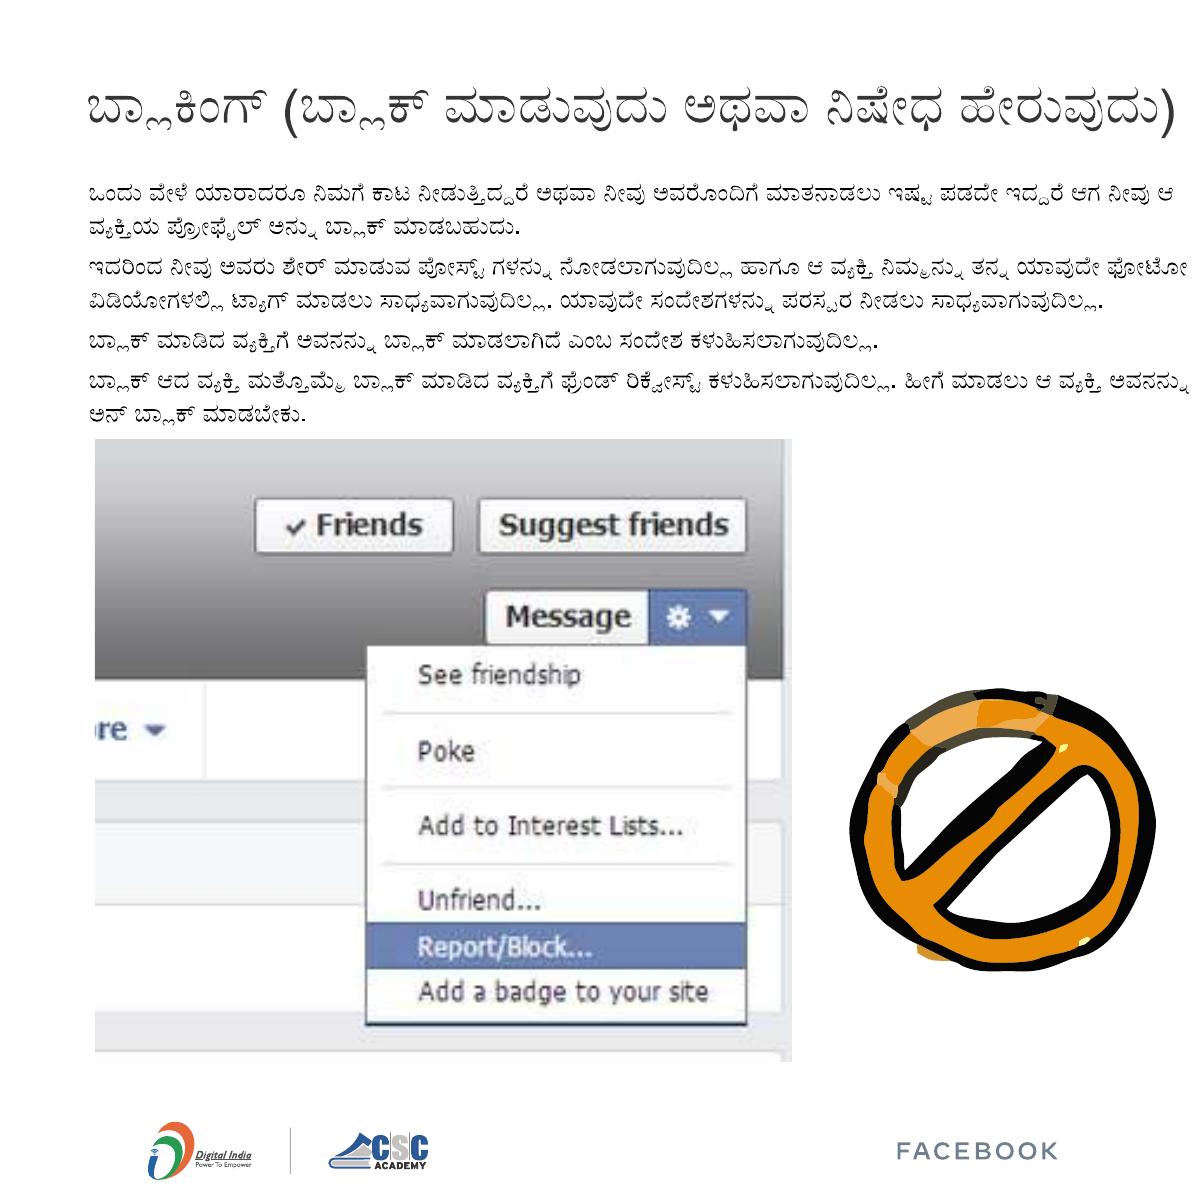 ಬ್ಲಾಕಿಂಗ್ (ಬ್ಲಾಕ್ ಮಾಡುವುದು ಅಥವಾ ನಿಷೇಧ ಹೇರುವುದು)
ಒಂದು ವೇಳೆ ಯಾರಾದರೂ ನಿಮಗೆ ಕಾಟ ನೀಡುತ್ತಿದ್ದರೆ ಅಥವಾ ನೀವು ಅವರೊಂದಿಗೆ ಮಾತನಾಡಲು ಇಷ್ಟ ಪಡದೇ ಇದ್ದರೆ ಆಗ ನೀವು ಆ
ವ್ಯಕ್ತಿಯ ಪ್ರೋಫೈಲ್ ಅನ್ನು ಬ್ಲಾಕ್ ಮಾಡಬಹುದು.
ಇದರಿಂದ ನೀವು ಅವರು ಶೇರ್ ಮಾಡುವ ಪೋಸ್ಟ್ ಗಳನ್ನು ನೋಡಲಾಗುವುದಿಲ್ಲ ಹಾಗೂ ಆ ವ್ಯಕ್ತಿ ನಿಮ್ಮನ್ನು ತನ್ನ ಯಾವುದೇ ಫೋಟೋ
ವಿಡಿಯೋಗಳಲ್ಲಿ ಟ್ಯಾಗ್ ಮಾಡಲು ಸಾಧ್ಯವಾಗುವುದಿಲ್ಲ. ಯಾವುದೇ ಸಂದೇಶಗಳನ್ನು ಪರಸ್ಪರ ನೀಡಲು ಸಾಧ್ಯವಾಗುವುದಿಲ್ಲ.
ಬ್ಲಾಕ್ ಮಾಡಿದ ವ್ಯಕ್ತಿಗೆ ಅವನನ್ನು ಬ್ಲಾಕ್ ಮಾಡಲಾಗಿದೆ ಎಂಬ ಸಂದೇಶ ಕಳುಹಿಸಲಾಗುವುದಿಲ್ಲ.
ಬ್ಲಾಕ್ ಆದ ವ್ಯಕ್ತಿ ಮತ್ತೊಮ್ಮೆ ಬ್ಲಾಕ್ ಮಾಡಿದ ವ್ಯಕ್ತಿಗೆ ಫ್ರೆಂಡ್ ರಿಕ್ವೇಸ್ಟ್ ಕಳುಹಿಸಲಾಗುವುದಿಲ್ಲ. ಹೀಗೆ ಮಾಡಲು ಆ ವ್ಯಕ್ತಿ ಅವನನ್ನು
ಅನ್ ಬ್ಲಾಕ್ ಮಾಡಬೇಕು.
Friends
Suggest friends
Message
See friendship
re
Poke
Add to Interest Lists...
Unfriend...
Report/Block...
Add a badge to your site
Digital India
Power To Empower
CSC
ACADEMY
FACEBOOK